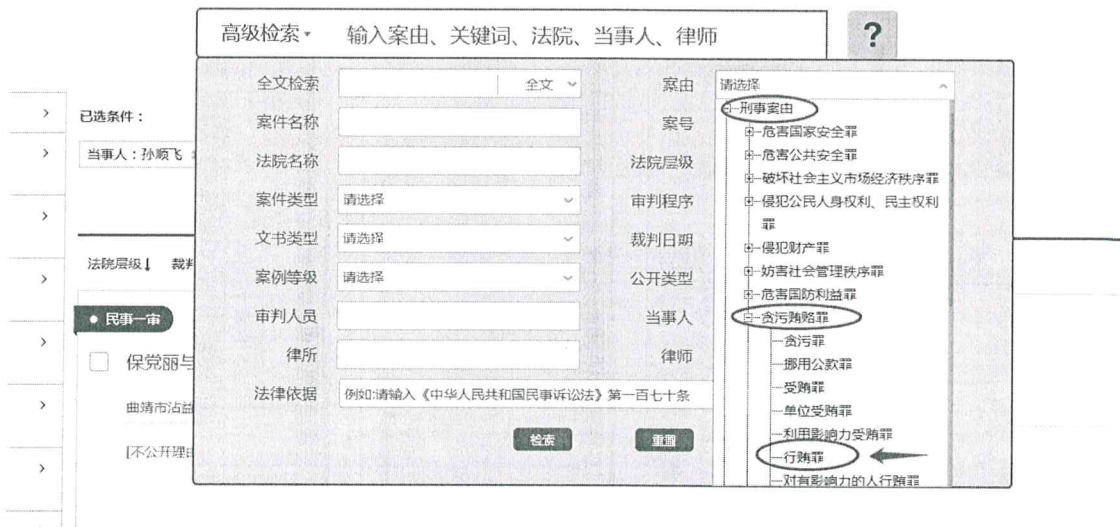 高级检索 输入案由、关键词、法院、当事人、律师 ?
全文检索 全文 案由 请选择
案件名称 案号
法院名称 法院层级
案件类型 请选择 审判程序
文书类型 请选择 裁判日期
案例等级 请选择 公开类型
审判人员 当事人
律所 律师
法律依据 例如:请输入《中华人民共和国民事诉讼法》第一百七十条
检索 重置
刑事案由
危害国家安全罪
危害公共安全罪
破坏社会主义市场经济秩序罪
侵犯公民人身权利、民主权利
罪
侵犯财产罪
妨害社会管理秩序罪
危害国防利益罪
贪污贿赂罪
贪污罪
挪用公款罪
受贿罪
单位受贿罪
利用影响力受贿罪
行贿罪
对有影响力的人行贿罪
已选条件：
当事人：孙顺飞
法院层级↓ 裁判
民事一审
保党丽与
曲靖市沾益
[不公开理由